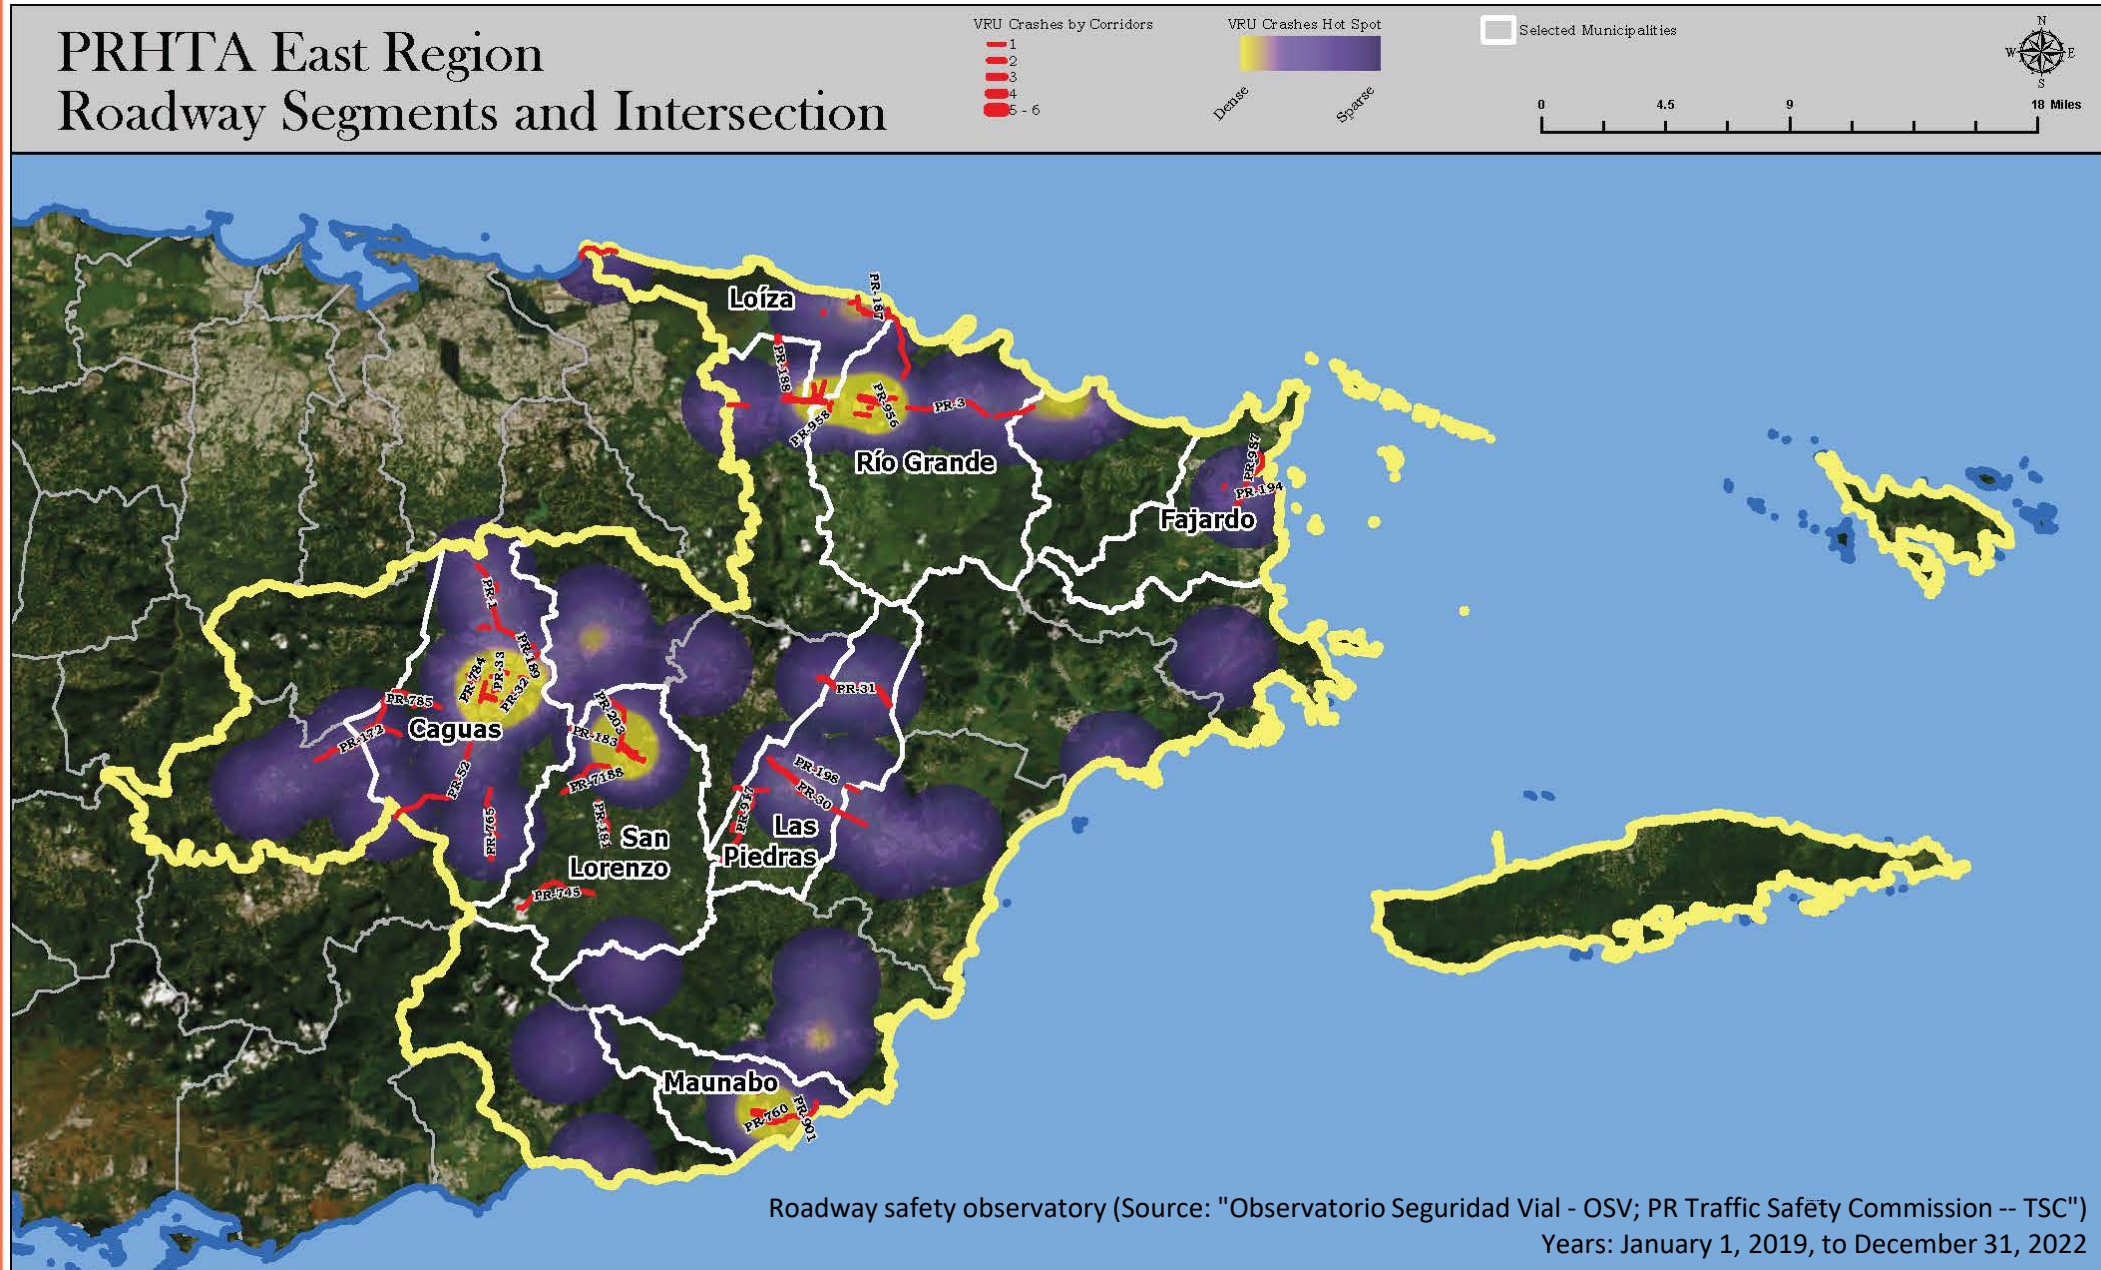 PRHTA East Region
Roadway Segments and Intersection
VRU Crashes by Corridors
1
2
3
4
5 - 6
VRU Crashes Hot Spot
Dense
Sparse
Selected Municipalities
N
W
E
S
0
4.5
9
18 Miles
Loíza
PR-187
PR-188
PR-958
PR-956
PR-3
Río Grande
PR-987
PR-194
Fajardo
PR-1
PR-189
PR-784
PR-33
PR-32
PR-785
PR-172
Caguas
PR-52
PR-765
PR-203
PR-183
PR-7188
PR-181
San
Lorenzo
PR-745
PR-31
PR-198
PR-30
PR-917
Las
Piedras
Maunabo
PR-760
PR-901
Roadway safety observatory (Source: "Observatorio Seguridad Vial - OSV; PR Traffic Safety Commission -- TSC")
Years: January 1, 2019, to December 31, 2022